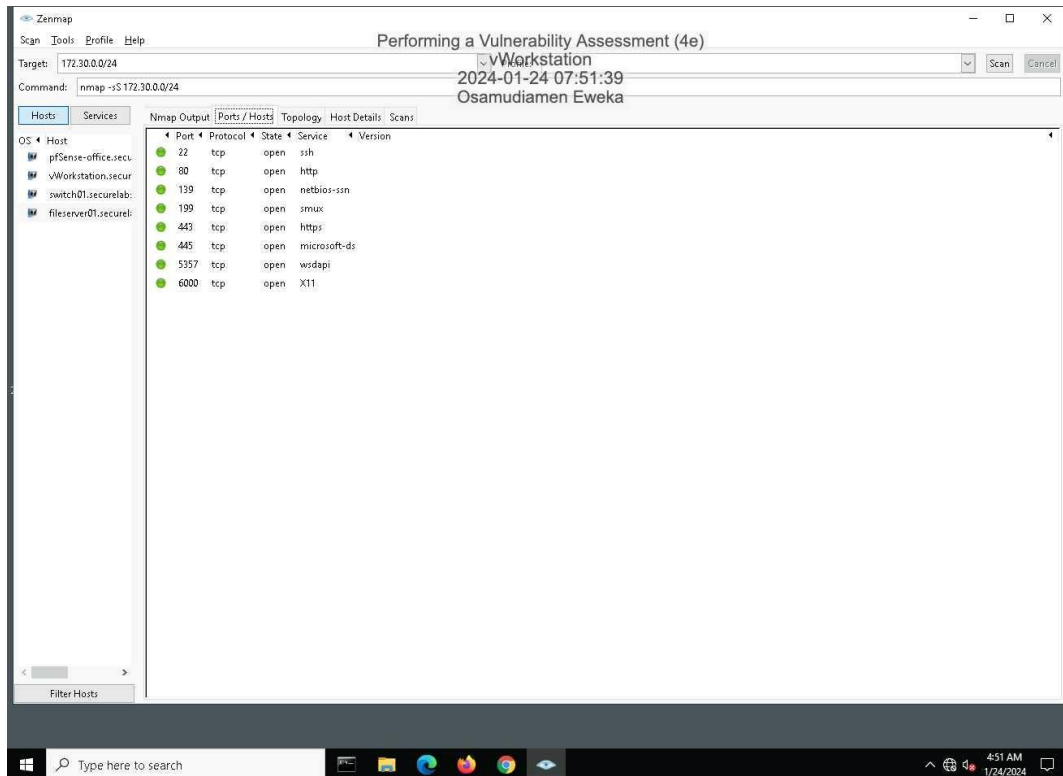 Zenmap
Scan Tools Profile Help
Performing a Vulnerability Assessment (4e)
vWorkstation
2024-01-24 07:51:39
Osamudiamen Eweka
Target: 172.30.0.0/24 Scan Cancel
Command: nmap -sS 172.30.0.0/24
Hosts Services
Nmap Output Ports / Hosts Topology Host Details Scans
OS Host
pfSense-office.secu
vWorkstation.secur
switch01.securelab
fileserver01.secure
Port Protocol State Service Version
22 tcp open ssh
80 tcp open http
139 tcp open netbios-ssn
199 tcp open smux
443 tcp open https
445 tcp open microsoft-ds
5357 tcp open wsdapi
6000 tcp open X11
Filter Hosts
Type here to search
4:51 AM
1/24/2024